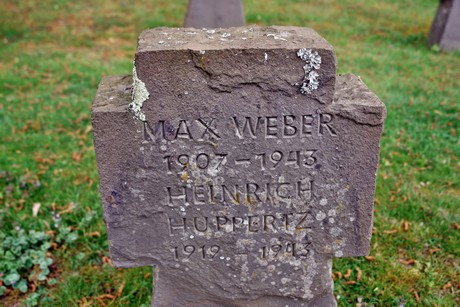 MAX WEBER
1907 – 1943
HEINRICH
HUPPERTZ
1919 – 1943